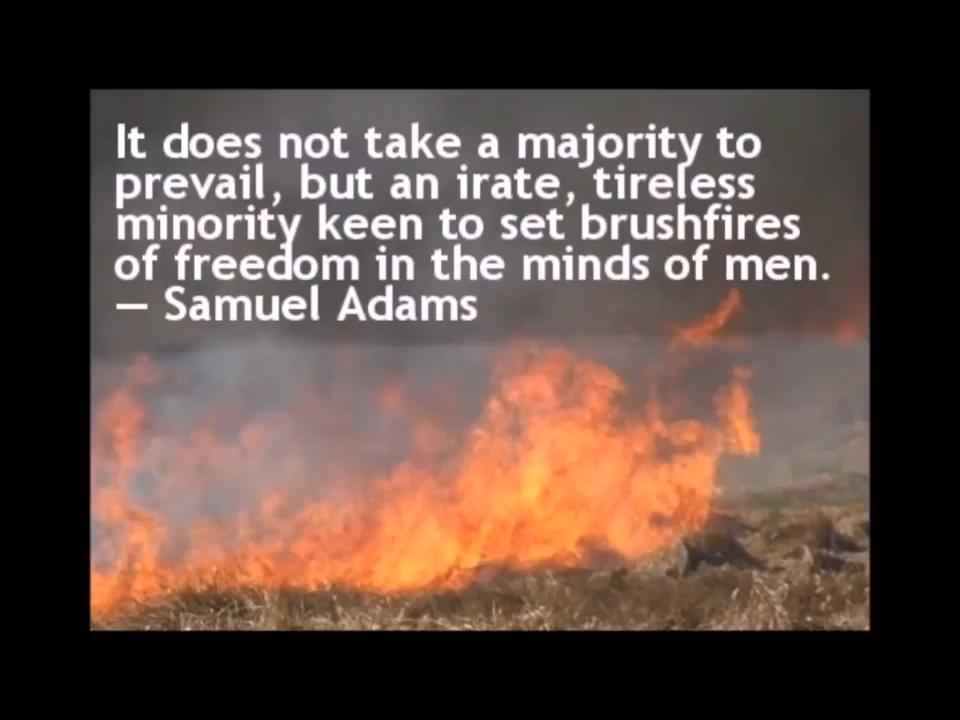 It does not take a majority to
prevail, but an irate, tireless
minority keen to set brushfires
of freedom in the minds of men.
— Samuel Adams